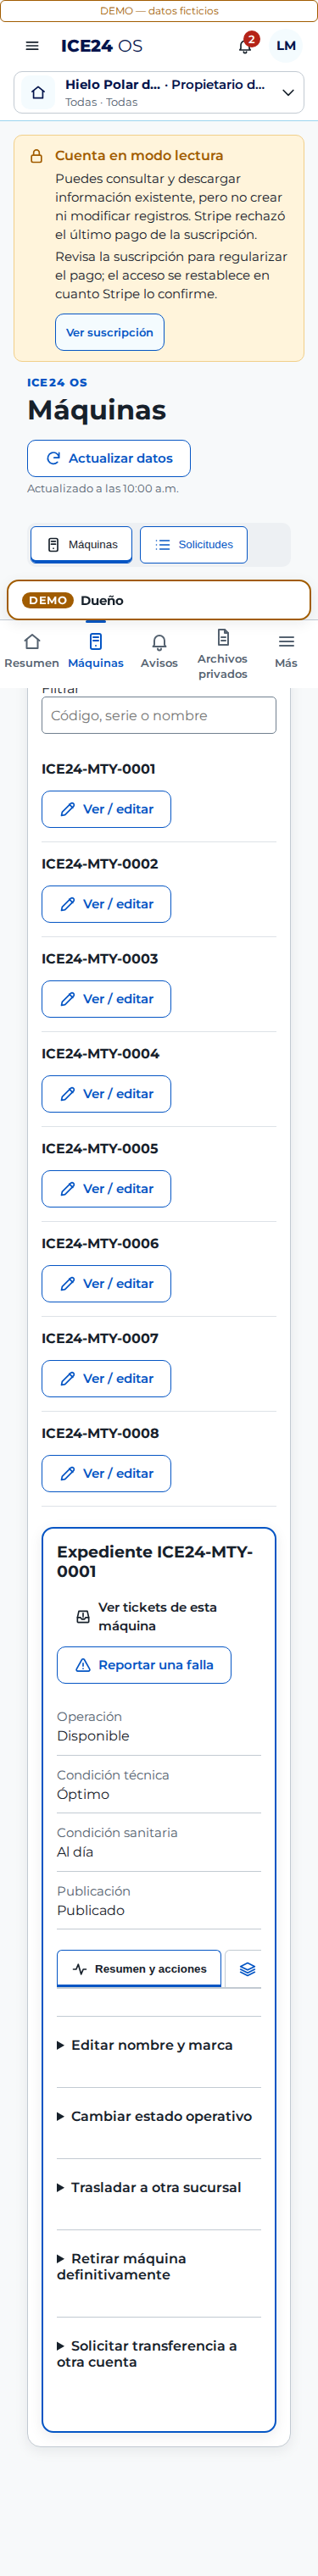 DEMO — datos ficticios
ICE24 OS
2
LM
Hielo Polar d... · Propietario d...
Todas · Todas
Cuenta en modo lectura
Puedes consultar y descargar
información existente, pero no crear
ni modificar registros. Stripe rechazó
el último pago de la suscripción.
Revisa la suscripción para regularizar
el pago; el acceso se restablece en
cuanto Stripe lo confirme.
Ver suscripción
ICE24 OS
Máquinas
Actualizar datos
Actualizado a las 10:00 a.m.
Máquinas
Solicitudes
DEMO Dueño
Resumen
Máquinas
Avisos
Archivos
privados
Más
Filtrar
Código, serie o nombre
ICE24-MTY-0001
Ver / editar
ICE24-MTY-0002
Ver / editar
ICE24-MTY-0003
Ver / editar
ICE24-MTY-0004
Ver / editar
ICE24-MTY-0005
Ver / editar
ICE24-MTY-0006
Ver / editar
ICE24-MTY-0007
Ver / editar
ICE24-MTY-0008
Ver / editar
Expediente ICE24-MTY-
0001
Ver tickets de esta
máquina
Reportar una falla
Operación
Disponible
Condición técnica
Óptimo
Condición sanitaria
Al día
Publicación
Publicado
Resumen y acciones
Editar nombre y marca
Cambiar estado operativo
Trasladar a otra sucursal
Retirar máquina
definitivamente
Solicitar transferencia a
otra cuenta